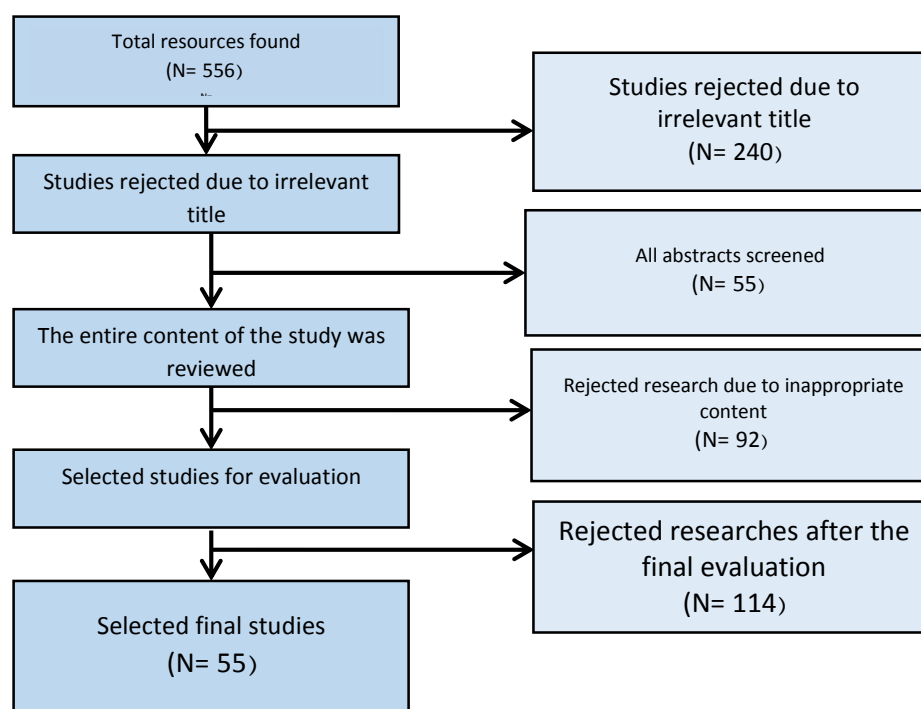 Total resources found
(N= 556)
N=
Studies rejected due to
irrelevant title
(N= 240)
Studies rejected due to irrelevant
title
All abstracts screened
(N= 55)
The entire content of the study was
reviewed
Rejected research due to inappropriate
content
(N= 92)
Selected studies for evaluation
Rejected researches after the
final evaluation
(N= 114)
Selected final studies
(N= 55)